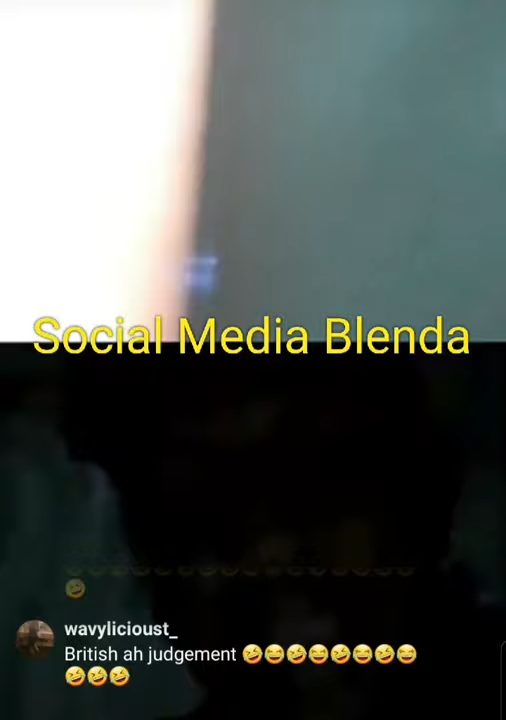 Social Media Blenda
🤣
wavylicioust_
British ah judgement 🤣😂🤣😂🤣😂🤣😂
🤣🤣🤣